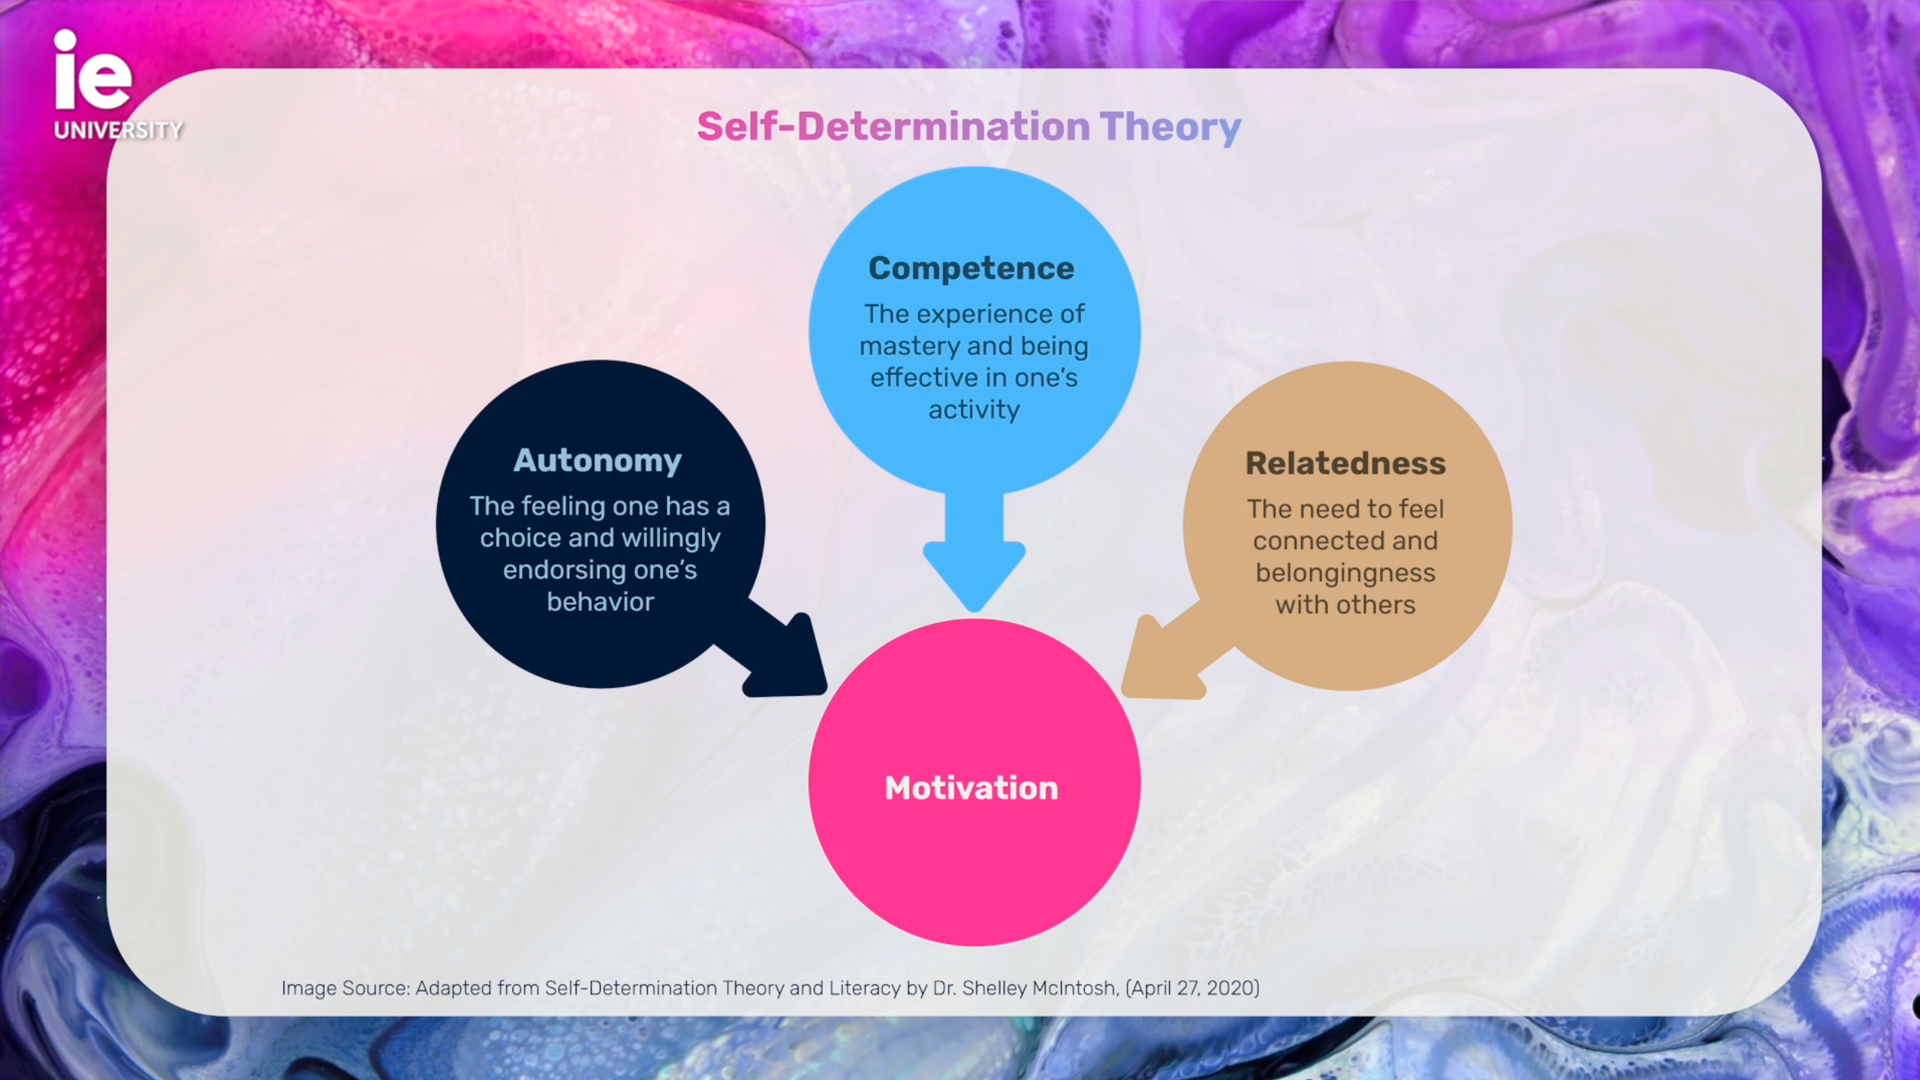 ie
UNIVERSITY
Self-Determination Theory
Competence
The experience of
mastery and being
effective in one's
activity
Autonomy
The feeling one has a
choice and willingly
endorsing one's
behavior
Relatedness
The need to feel
connected and
belongingness
with others
Motivation
Image Source: Adapted from Self-Determination Theory and Literacy by Dr. Shelley McIntosh, (April 27, 2020)